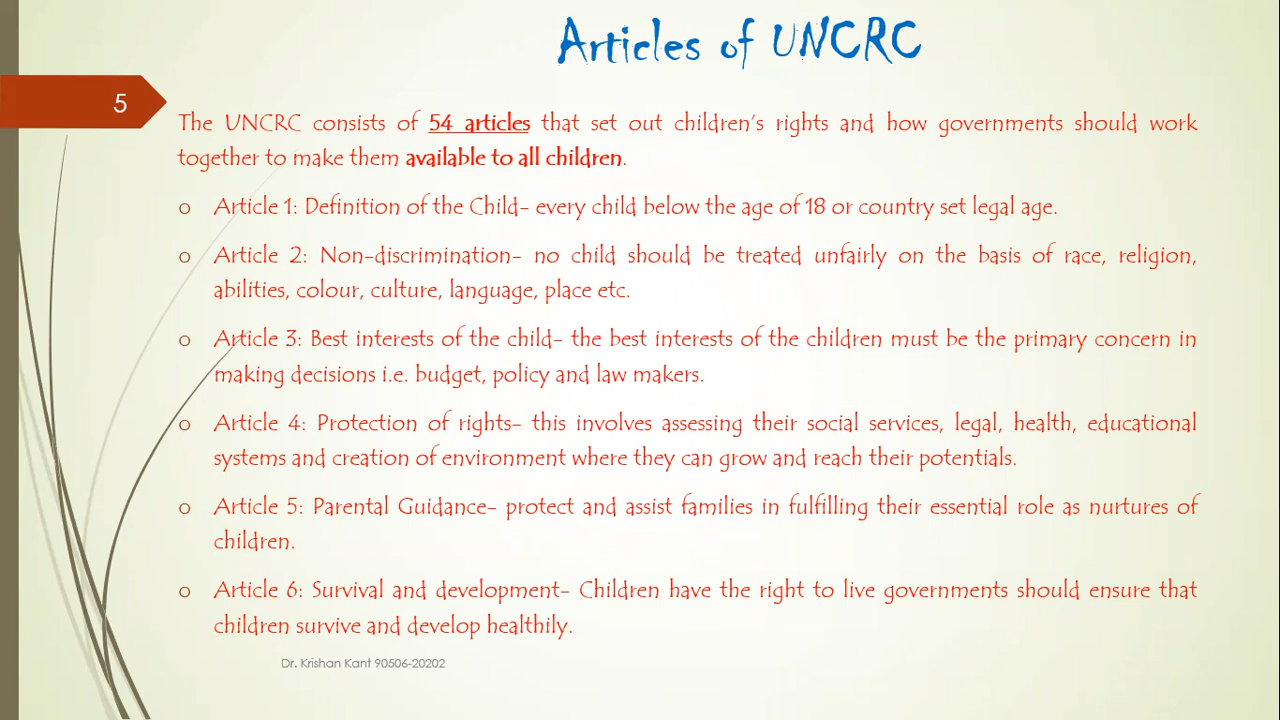 Articles of UNCRC
5
The UNCRC consists of 54 articles that set out children's rights and how governments should work
together to make them available to all children.
o Article 1: Definition of the Child- every child below the age of 18 or country set legal age.
o Article 2: Non-discrimination- no child should be treated unfairly on the basis of race, religion,
abilities, colour, culture, language, place etc.
o Article 3: Best interests of the child- the best interests of the children must be the primary concern in
making decisions i.e. budget, policy and law makers.
o Article 4: Protection of rights- this involves assessing their social services, legal, health, educational
systems and creation of environment where they can grow and reach their potentials.
o Article 5: Parental Guidance- protect and assist families in fulfilling their essential role as nurtures of
children.
o Article 6: Survival and development- Children have the right to live governments should ensure that
children survive and develop healthily.
Dr. Krishan Kant 90506-20202